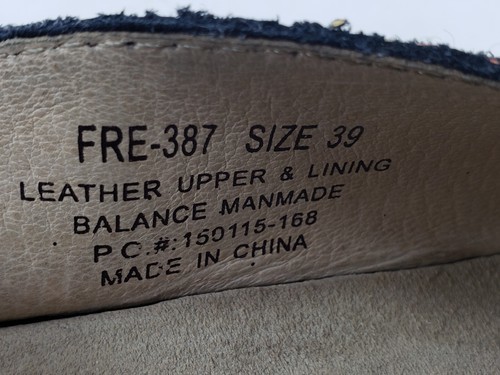 FRE-387 SIZE 39
LEATHER UPPER & LINING
BALANCE MANMADE
P O.#:150115-168
MADE IN CHINA